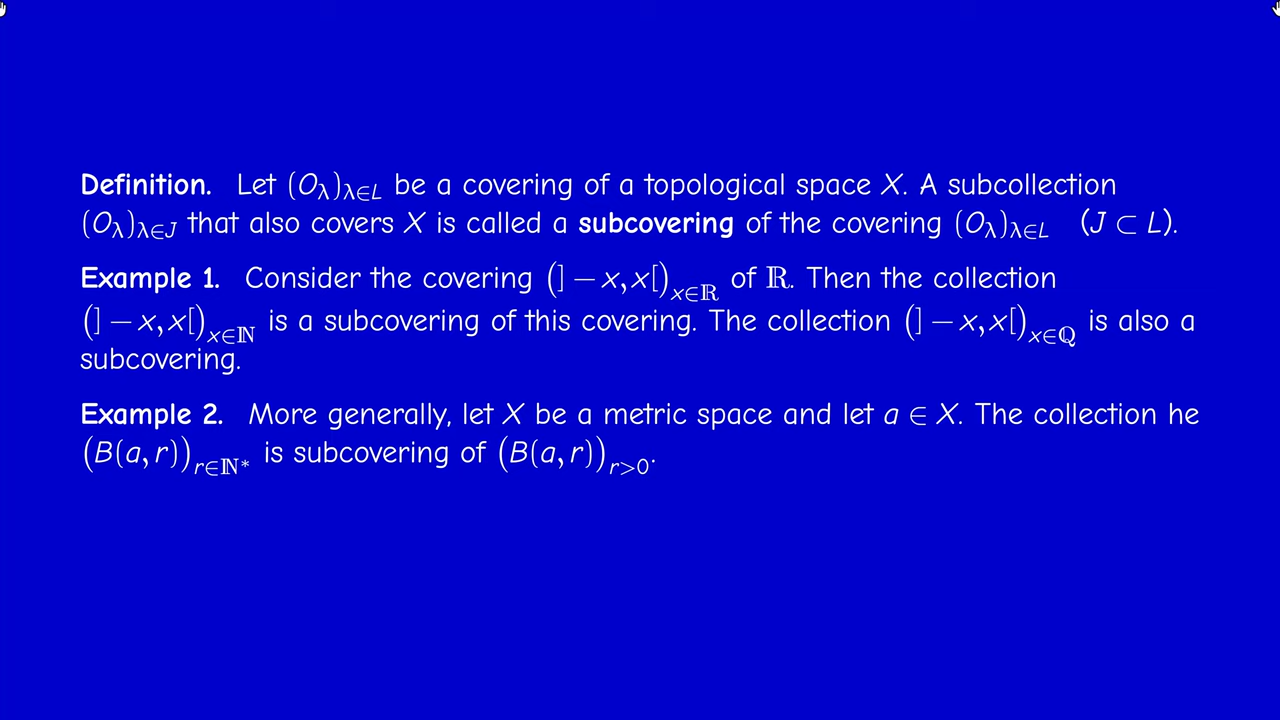 Definition. Let (O_λ)_{λ∈L} be a covering of a topological space X. A subcollection
(O_λ)_{λ∈J} that also covers X is called a subcovering of the covering (O_λ)_{λ∈L} (J ⊂ L).
Example 1. Consider the covering (]−x,x[)_{x∈ℝ} of ℝ. Then the collection
(]−x,x[)_{x∈ℕ} is a subcovering of this covering. The collection (]−x,x[)_{x∈ℚ} is also a
subcovering.
Example 2. More generally, let X be a metric space and let a ∈ X. The collection he
(B(a,r))_{r∈ℕ*} is subcovering of (B(a,r))_{r>0}.